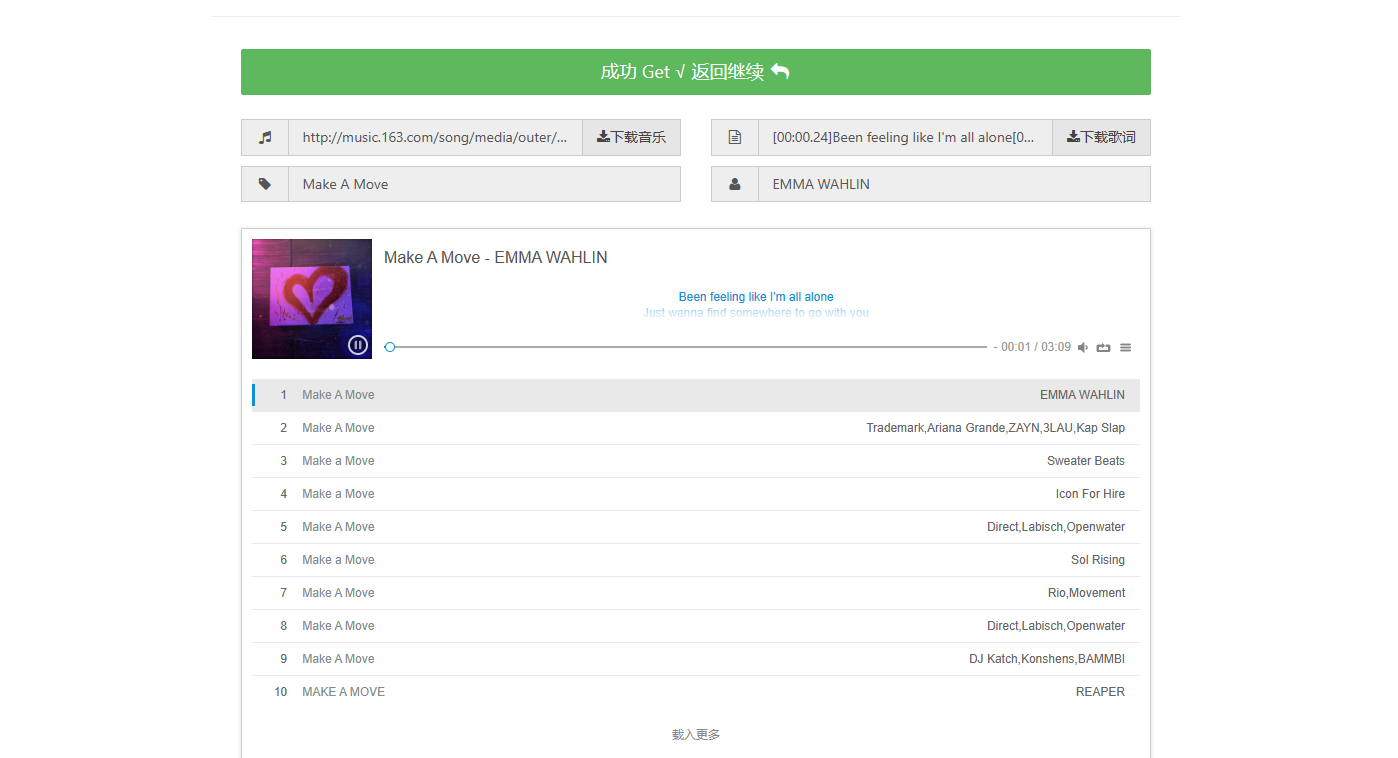 成功 Get √ 返回继续
http://music.163.com/song/media/outer/... 下载音乐
[00:00.24]Been feeling like I'm all alone[0... 下载歌词
Make A Move
EMMA WAHLIN
Make A Move - EMMA WAHLIN
Been feeling like I'm all alone
Just wanna find somewhere to go with you
- 00:01 / 03:09
1 Make A Move EMMA WAHLIN
2 Make A Move Trademark,Ariana Grande,ZAYN,3LAU,Kap Slap
3 Make a Move Sweater Beats
4 Make a Move Icon For Hire
5 Make A Move Direct,Labisch,Openwater
6 Make a Move Sol Rising
7 Make A Move Rio,Movement
8 Make A Move Direct,Labisch,Openwater
9 Make A Move DJ Katch,Konshens,BAMMBI
10 MAKE A MOVE REAPER
载入更多